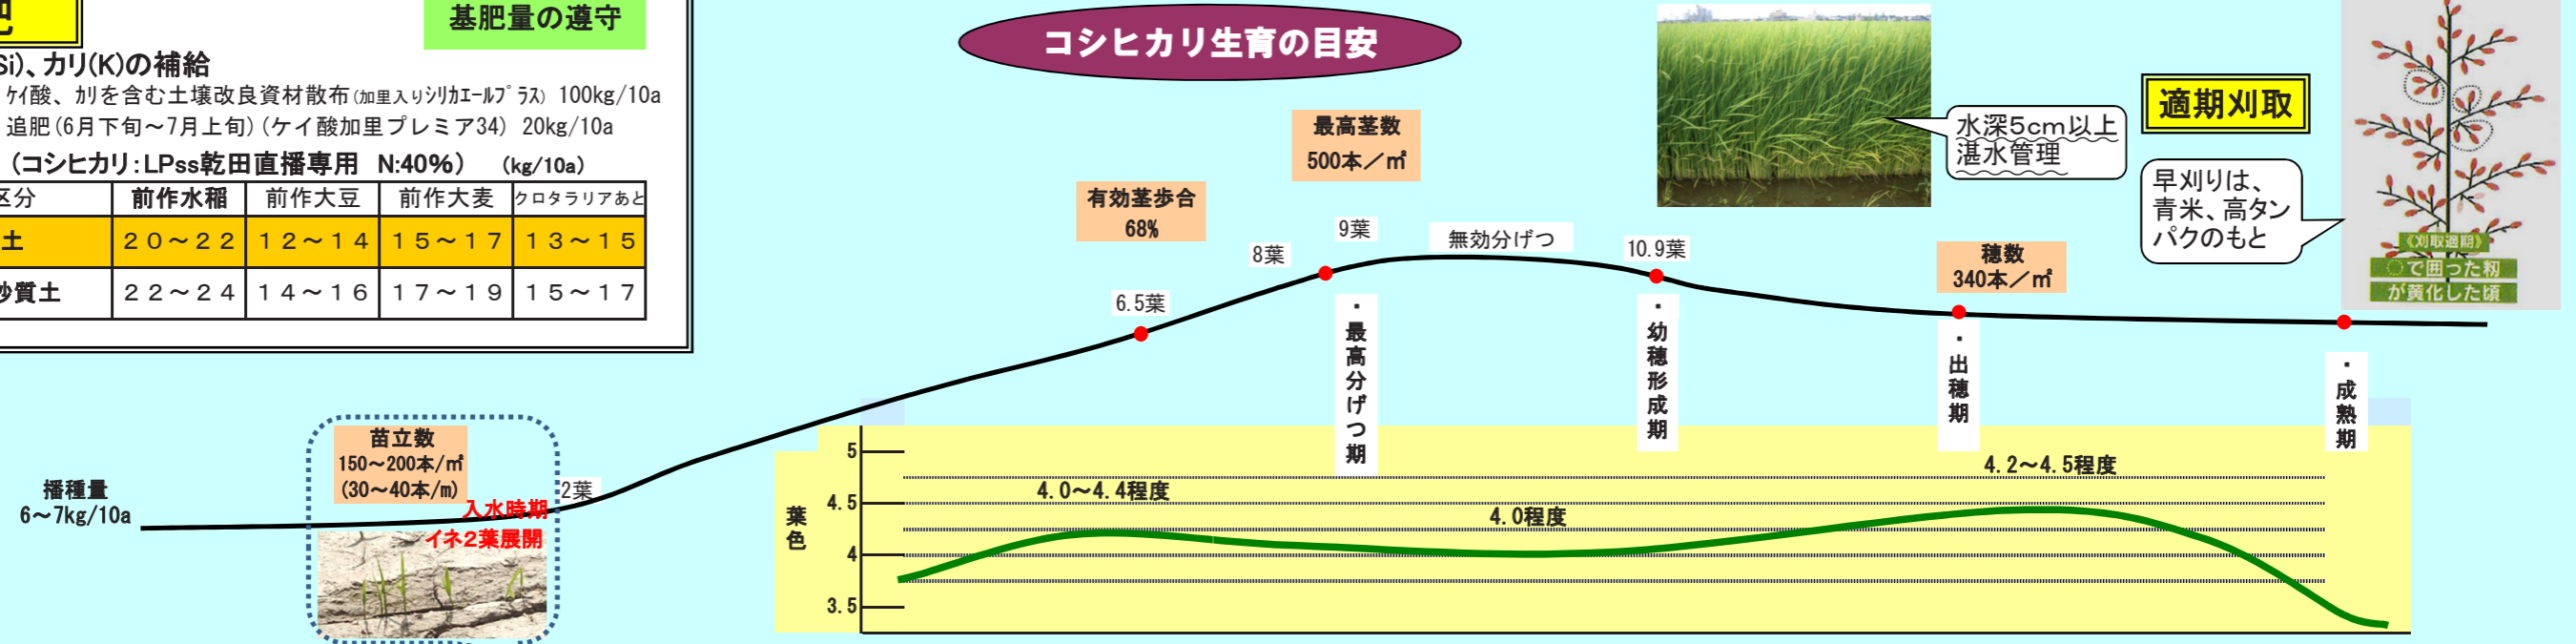 肥
基肥量の遵守
Si)、カリ(K)の補給
ケイ酸、カリを含む土壌改良資材散布(加里入りシリカエールプラス) 100kg/10a
追肥(6月下旬～7月上旬)(ケイ酸加里プレミア34) 20kg/10a
(コシヒカリ:LPss乾田直播専用 N:40%) (kg/10a)
区分 前作水稲 前作大豆 前作大麦 クロタラリアあと
土 20～22 12～14 15～17 13～15
砂質土 22～24 14～16 17～19 15～17
コシヒカリ生育の目安
水深5cm以上
湛水管理
適期刈取
早刈りは、
青米、高タン
パクのもと
《刈取適期》
で囲った籾
が黄化した頃
最高茎数
500本／㎡
有効茎歩合
68%
穂数
340本／㎡
6.5葉
8葉
9葉
無効分げつ
10.9葉
・最高分げつ期
・幼穂形成期
・出穂期
・成熟期
播種量
6～7kg/10a
苗立数
150～200本/㎡
(30～40本/m)
2葉
入水時期
イネ2葉展開
葉色
5
4.5
4
3.5
4.0～4.4程度
4.0程度
4.2～4.5程度